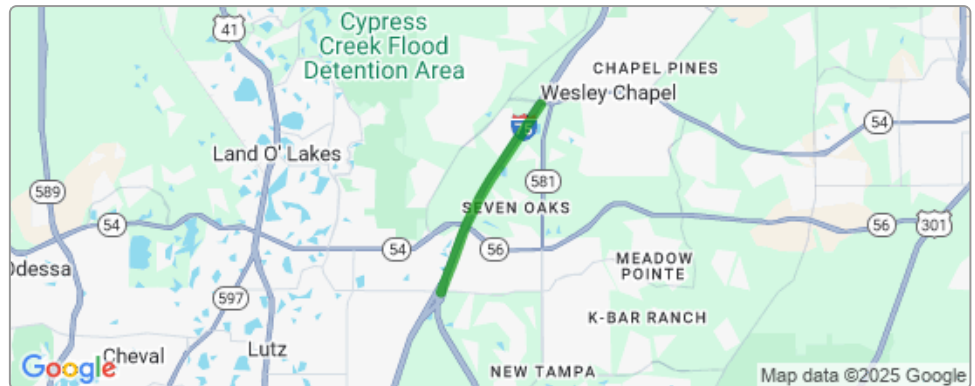 41
Cypress
Creek Flood
Detention Area
CHAPEL PINES
Wesley Chapel
75
54
Land O' Lakes
581
589
SEVEN OAKS
54
56
301
54
56
Odessa
MEADOW
POINTE
597
K-BAR RANCH
Cheval
Lutz
NEW TAMPA
Google
Map data ©2025 Google